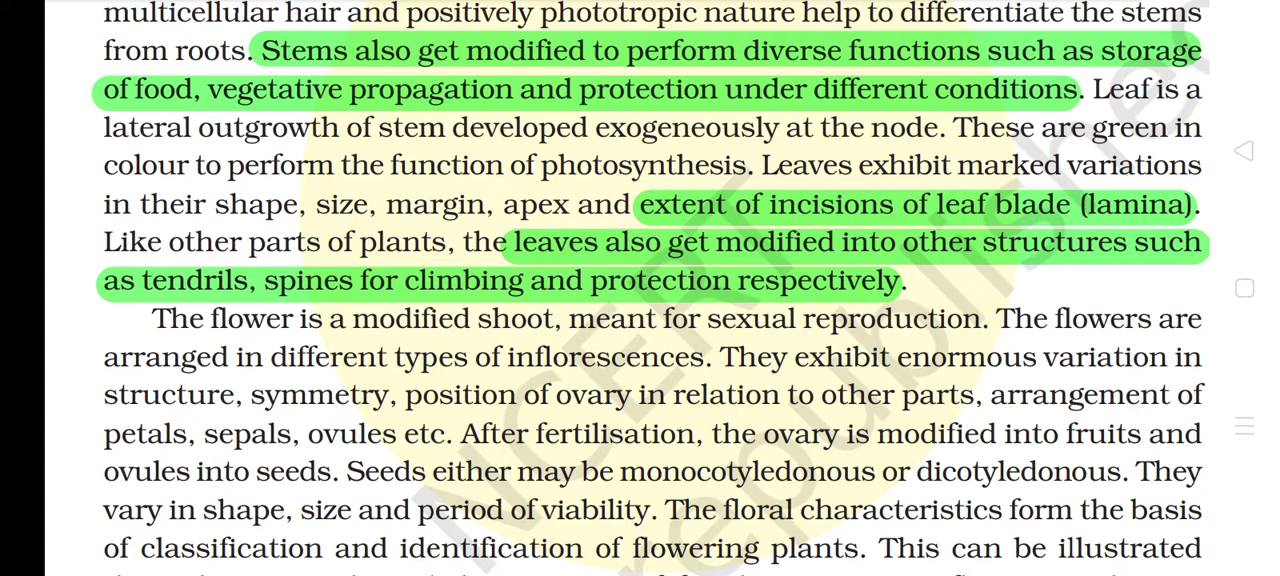 multicellular hair and positively phototropic nature help to differentiate the stems
from roots. Stems also get modified to perform diverse functions such as storage
of food, vegetative propagation and protection under different conditions. Leaf is a
lateral outgrowth of stem developed exogeneously at the node. These are green in
colour to perform the function of photosynthesis. Leaves exhibit marked variations
in their shape, size, margin, apex and extent of incisions of leaf blade (lamina).
Like other parts of plants, the leaves also get modified into other structures such
as tendrils, spines for climbing and protection respectively.
The flower is a modified shoot, meant for sexual reproduction. The flowers are
arranged in different types of inflorescences. They exhibit enormous variation in
structure, symmetry, position of ovary in relation to other parts, arrangement of
petals, sepals, ovules etc. After fertilisation, the ovary is modified into fruits and
ovules into seeds. Seeds either may be monocotyledonous or dicotyledonous. They
vary in shape, size and period of viability. The floral characteristics form the basis
of classification and identification of flowering plants. This can be illustrated
NCERT
republished